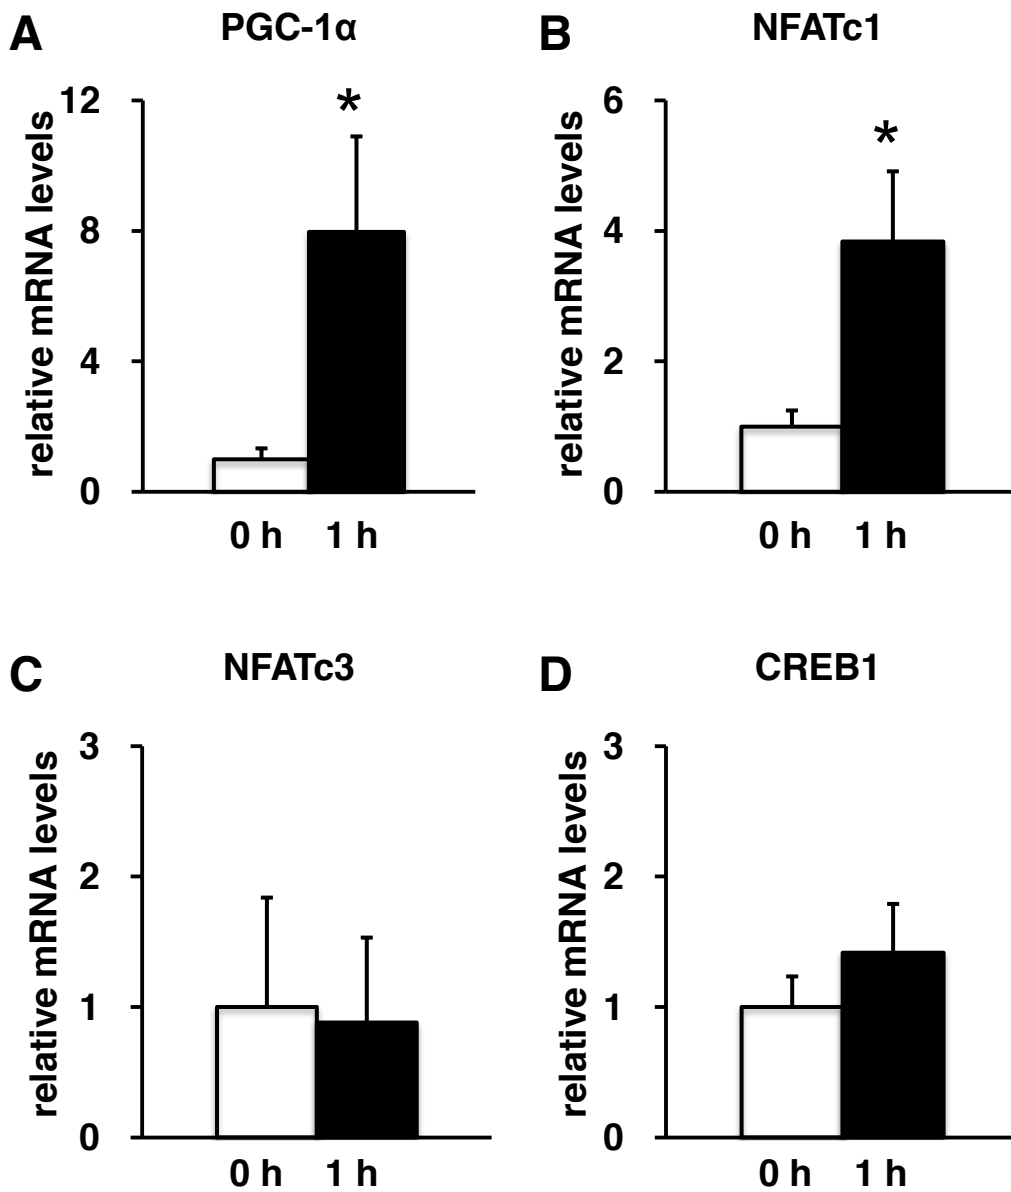 A
PGC-1α
relative mRNA levels
12
*
8
4
0
0 h 1 h
B
NFATc1
relative mRNA levels
6
*
4
2
0
0 h 1 h
C
NFATc3
relative mRNA levels
3
2
1
0
0 h 1 h
D
CREB1
relative mRNA levels
3
2
1
0
0 h 1 h